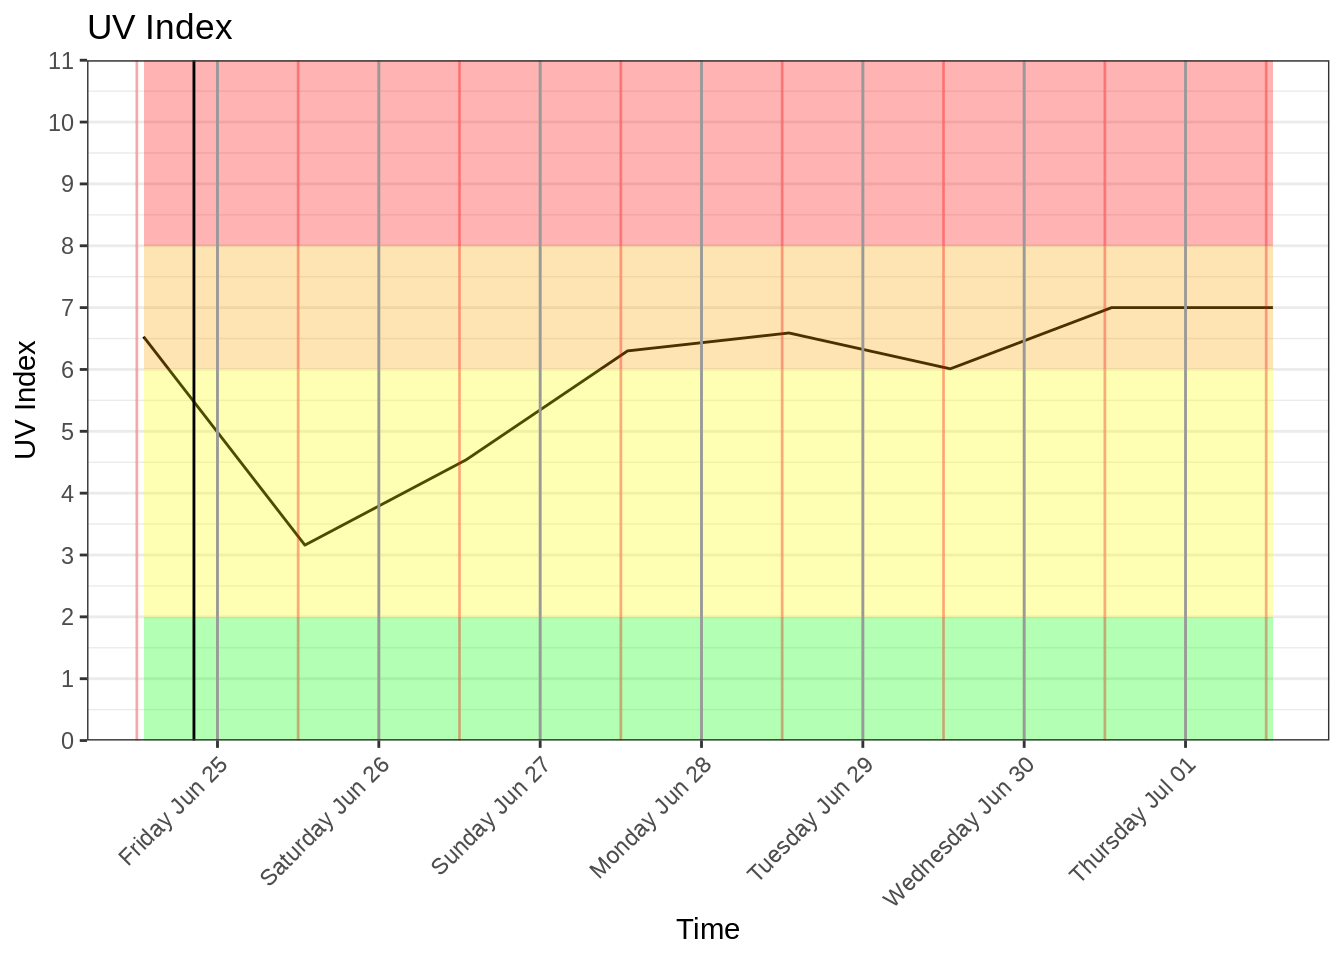 UV Index
11
10
9
8
7
6
5
4
3
2
1
0
UV Index
Friday Jun 25
Saturday Jun 26
Sunday Jun 27
Monday Jun 28
Tuesday Jun 29
Wednesday Jun 30
Thursday Jul 01
Time